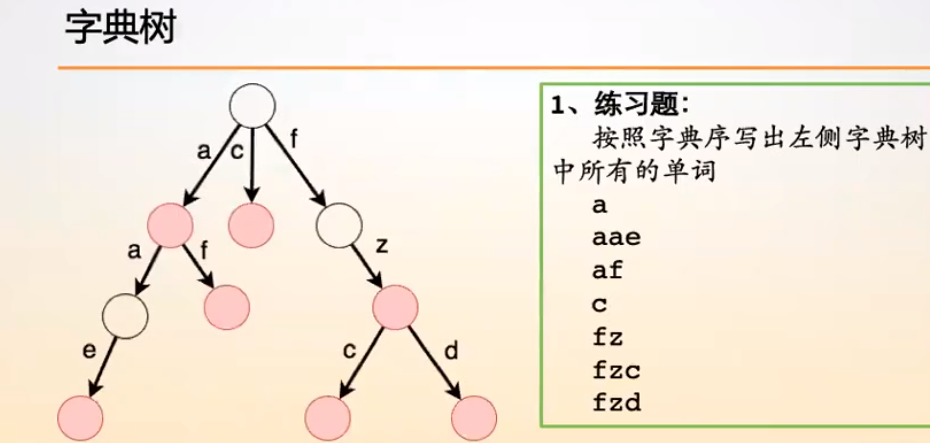 字典树
a c f
a f z
e c d
1、练习题：
按照字典序写出左侧字典树
中所有的单词
a
aae
af
c
fz
fzc
fzd